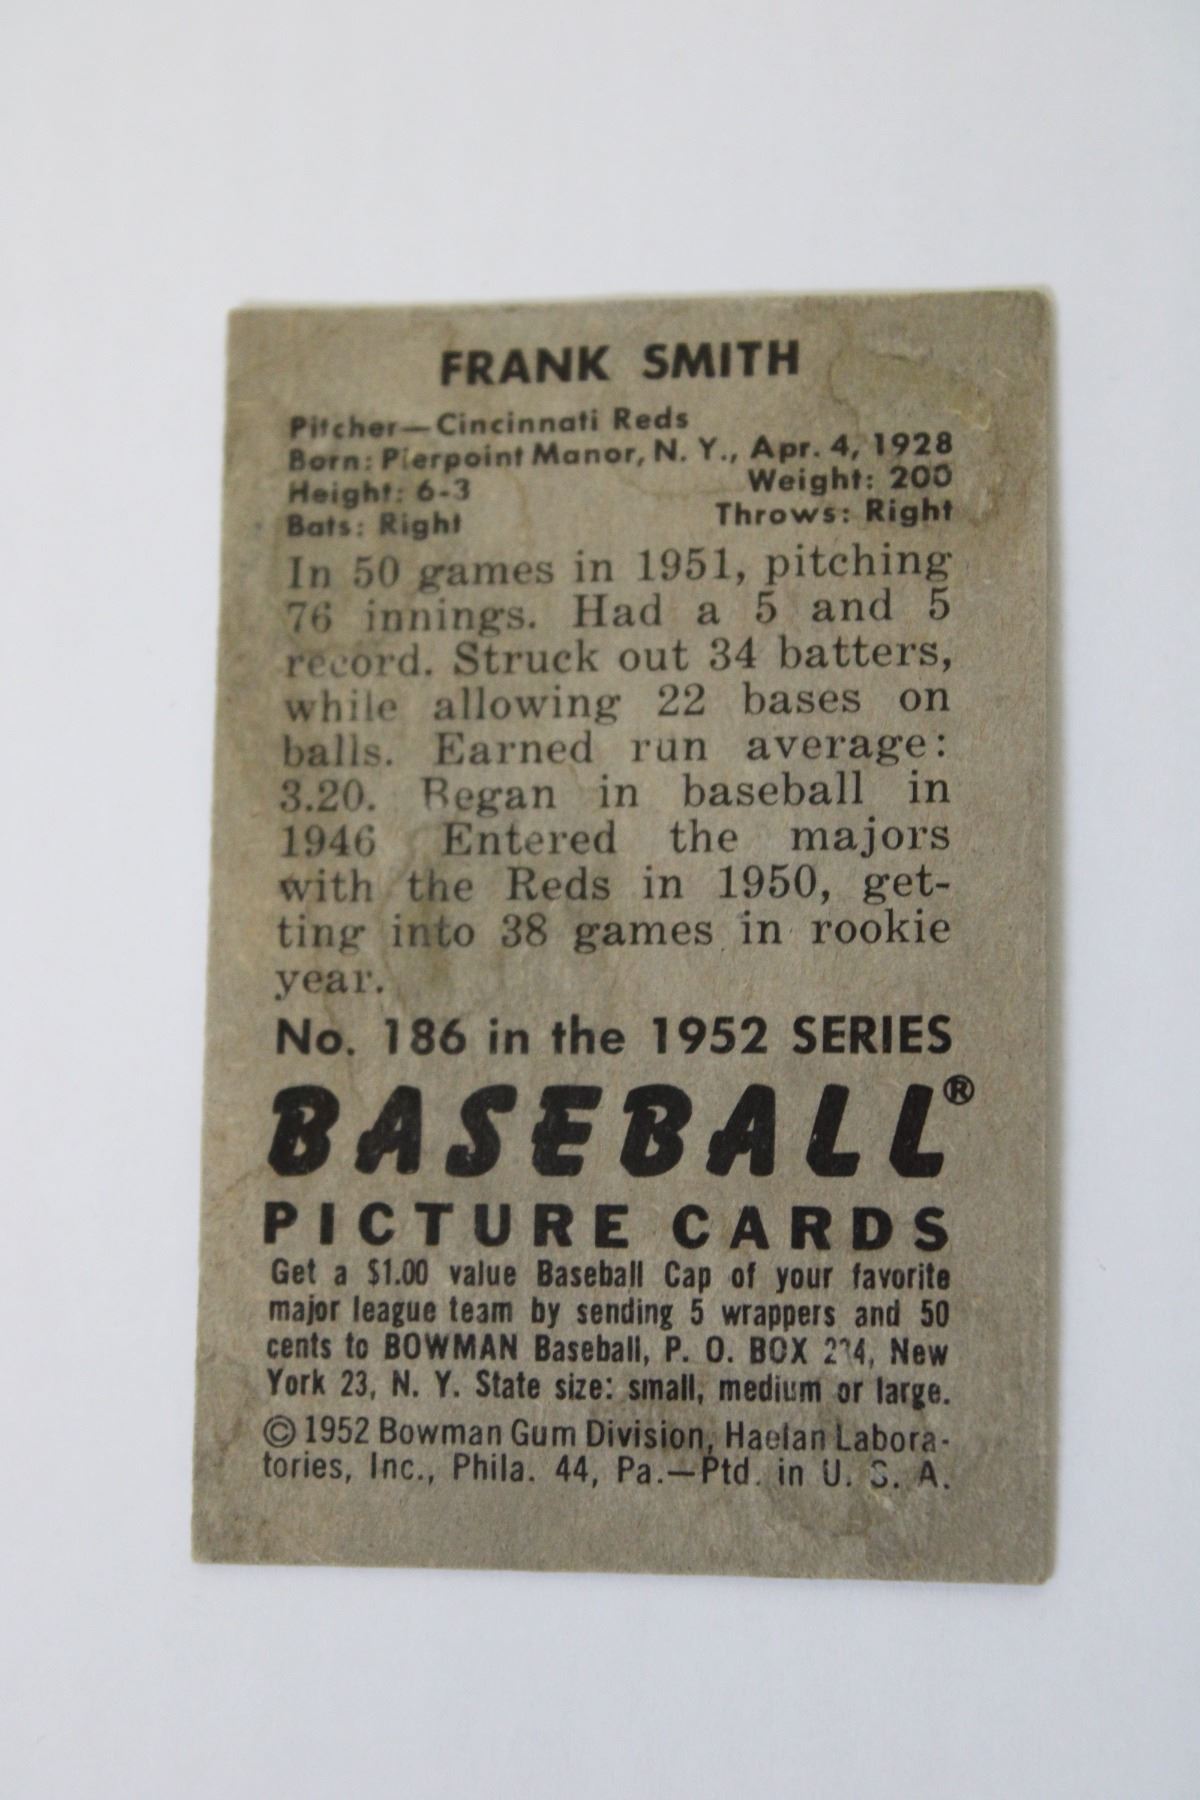 FRANK SMITH
Pitcher—Cincinnati Reds
Born: Pierpoint Manor, N. Y., Apr. 4, 1928
Height: 6-3 Weight: 200
Bats: Right Throws: Right
In 50 games in 1951, pitching
76 innings. Had a 5 and 5
record. Struck out 34 batters,
while allowing 22 bases on
balls. Earned run average:
3.20. Began in baseball in
1946 Entered the majors
with the Reds in 1950, get-
ting into 38 games in rookie
year.
No. 186 in the 1952 SERIES
BASEBALL®
PICTURE CARDS
Get a $1.00 value Baseball Cap of your favorite
major league team by sending 5 wrappers and 50
cents to BOWMAN Baseball, P. O. BOX New
York 23, N. Y. State size: small, medium or large.
© 1952 Bowman Gum Division, Haelan Labora-
tories, Inc., Phila. 44, Pa.—Ptd. in U. S. A.